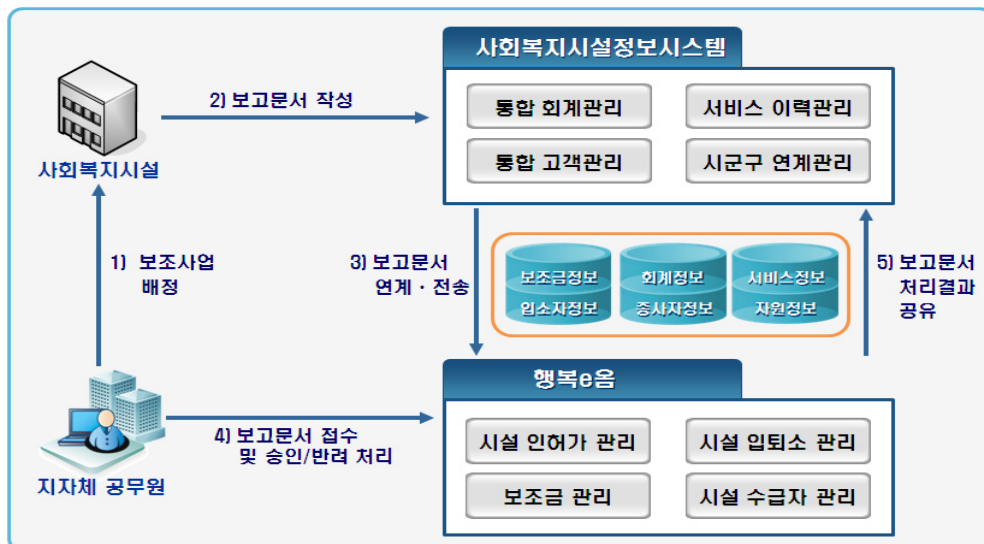 사회복지시설정보시스템
통합 회계관리
서비스 이력관리
통합 고객관리
시군구 연계관리
2) 보고문서 작성
사회복지시설
1) 보조사업
배정
3) 보고문서
연계·전송
보조금정보
입소자정보
회계정보
종사자정보
서비스정보
자원정보
5) 보고문서
처리결과
공유
행복e음
시설 인허가 관리
시설 입퇴소 관리
보조금 관리
시설 수급자 관리
4) 보고문서 접수
및 승인/반려 처리
지자체 공무원